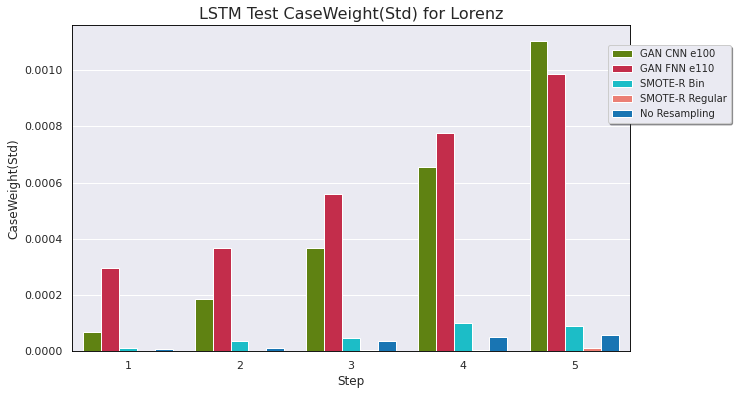 LSTM Test CaseWeight(Std) for Lorenz
GAN CNN e100
GAN FNN e110
SMOTE-R Bin
SMOTE-R Regular
No Resampling
CaseWeight(Std)
0.0010
0.0008
0.0006
0.0004
0.0002
0.0000
1 2 3 4 5
Step